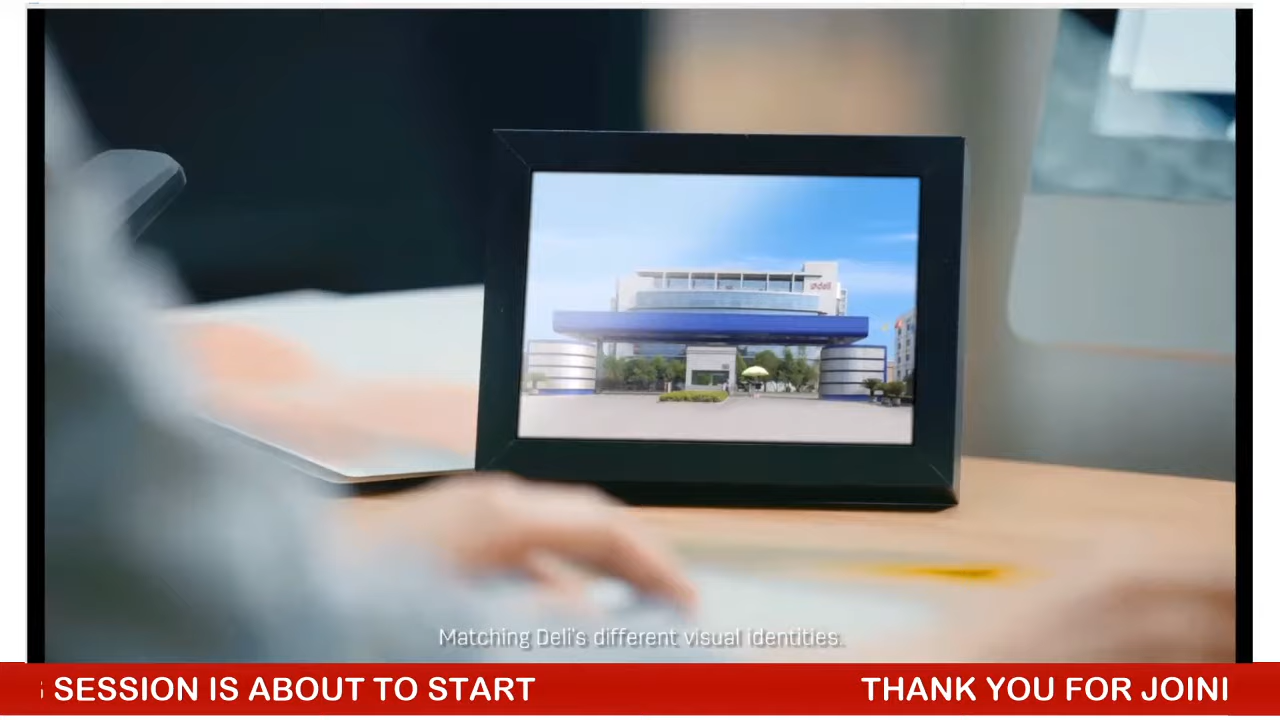 deli
Matching Deli's different visual identities.
SESSION IS ABOUT TO START
THANK YOU FOR JOINI